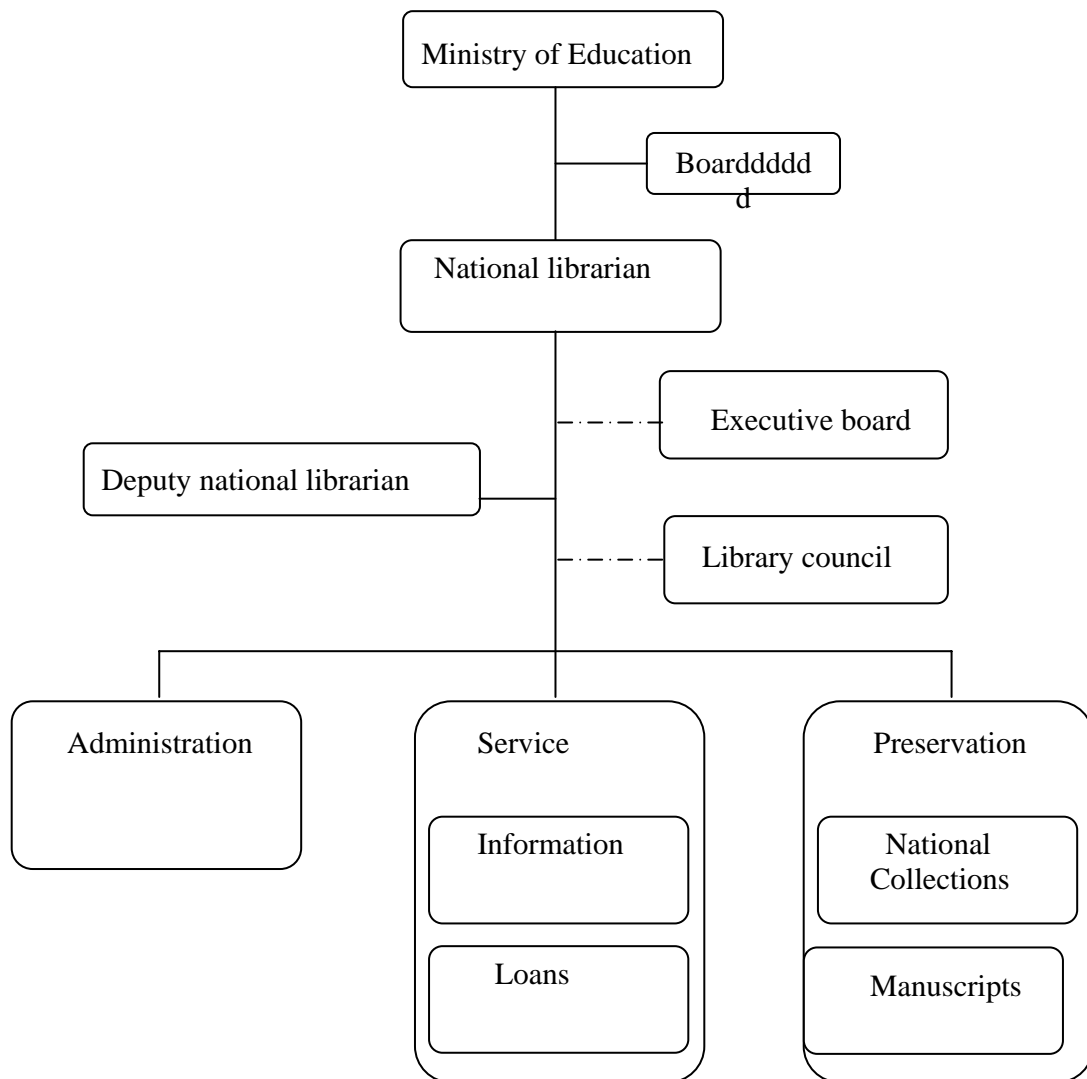 Ministry of Education
Boarddddd
d
National librarian
Executive board
Deputy national librarian
Library council
Administration
Service
Preservation
Information
National
Collections
Loans
Manuscripts